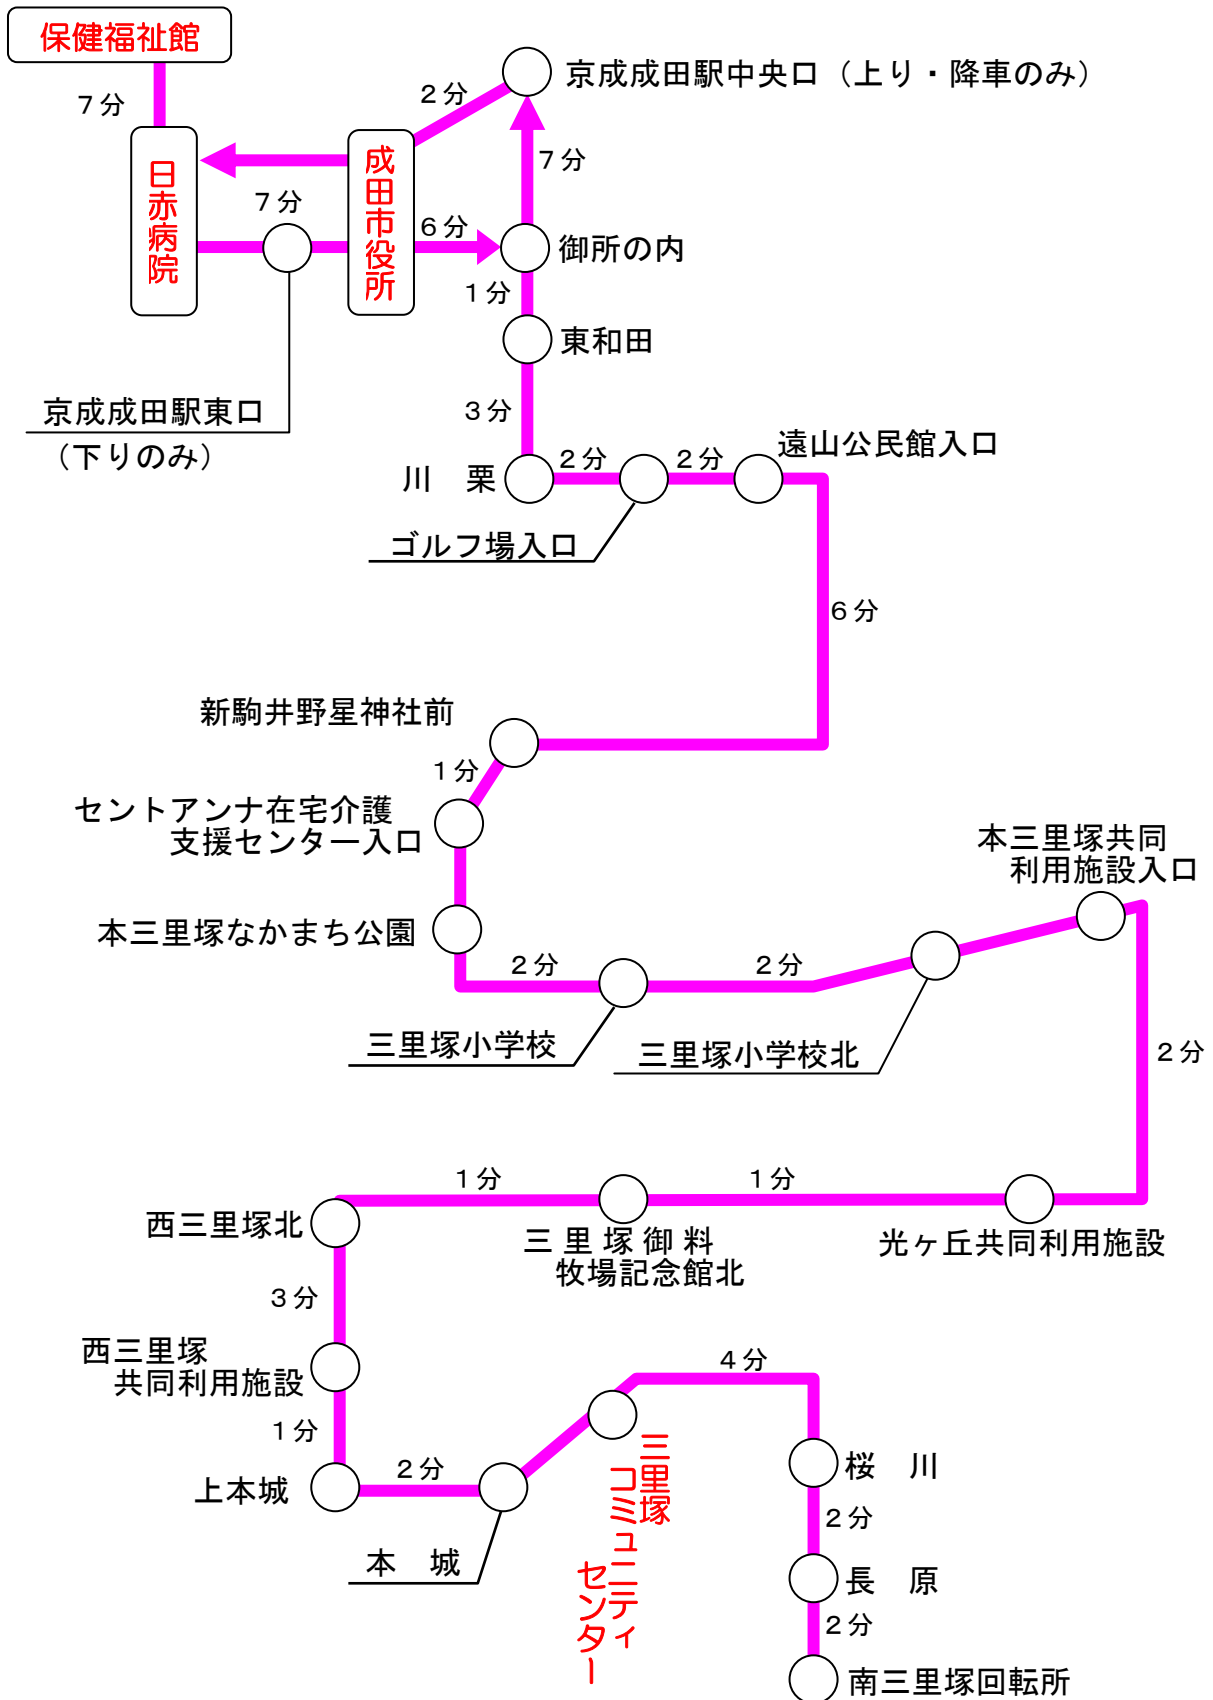 保健福祉館
7分
京成成田駅中央口（上り・降車のみ）
2分
日赤病院
成田市役所
7分
7分
6分
御所の内
1分
東和田
3分
京成成田駅東口
（下りのみ）
川　栗
2分
2分
遠山公民館入口
ゴルフ場入口
6分
新駒井野星神社前
1分
セントアンナ在宅介護
支援センター入口
本三里塚共同
利用施設入口
本三里塚なかまち公園
2分
2分
三里塚小学校
三里塚小学校北
2分
1分
1分
西三里塚北
三里塚御料
牧場記念館北
光ヶ丘共同利用施設
3分
西三里塚
共同利用施設
4分
1分
上本城
2分
本　城
三里塚
コミュニティ
センター
桜　川
2分
長　原
2分
南三里塚回転所